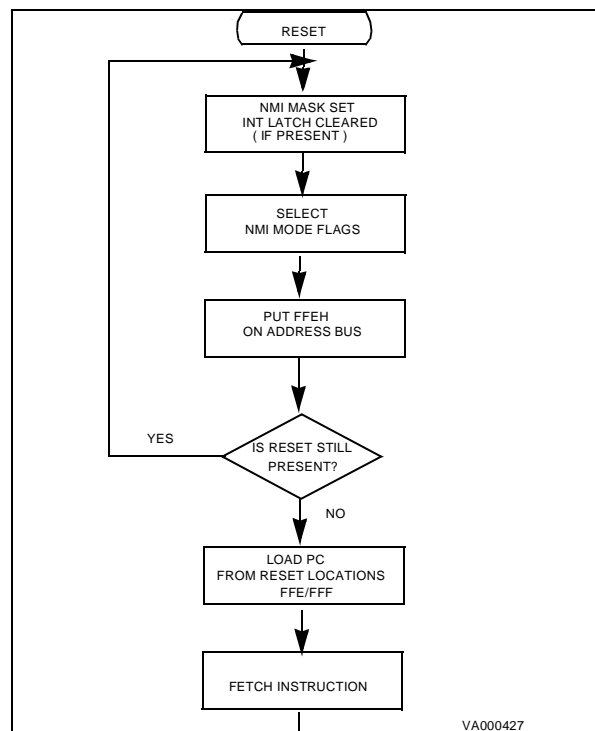 RESET
NMI MASK SET
INT LATCH CLEARED
( IF PRESENT )
SELECT
NMI MODE FLAGS
PUT FFEH
ON ADDRESS BUS
YES
IS RESET STILL
PRESENT?
NO
LOAD PC
FROM RESET LOCATIONS
FFE/FFF
FETCH INSTRUCTION
VA000427